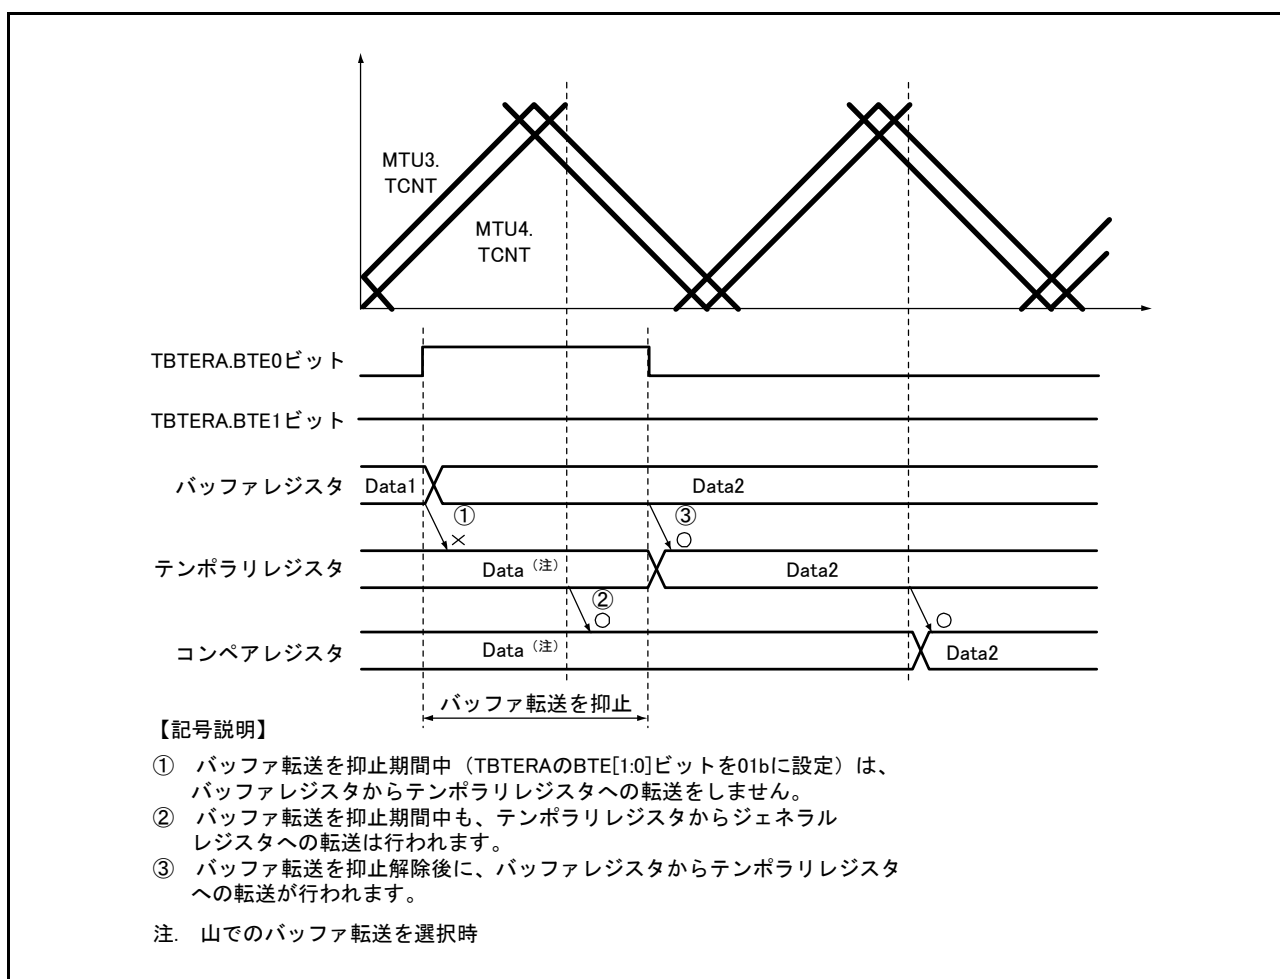 MTU3.
TCNT
MTU4.
TCNT
TBTERA.BTE0ビット
TBTERA.BTE1ビット
バッファレジスタ
Data1
Data2
①
×
③
○
テンポラリレジスタ
Data（注）
Data2
②
○
○
コンペアレジスタ
Data（注）
Data2
バッファ転送を抑止
【記号説明】
① バッファ転送を抑止期間中（TBTERAのBTE[1:0]ビットを01bに設定）は、
バッファレジスタからテンポラリレジスタへの転送をしません。
② バッファ転送を抑止期間中も、テンポラリレジスタからジェネラル
レジスタへの転送は行われます。
③ バッファ転送を抑止解除後に、バッファレジスタからテンポラリレジスタ
への転送が行われます。
注. 山でのバッファ転送を選択時